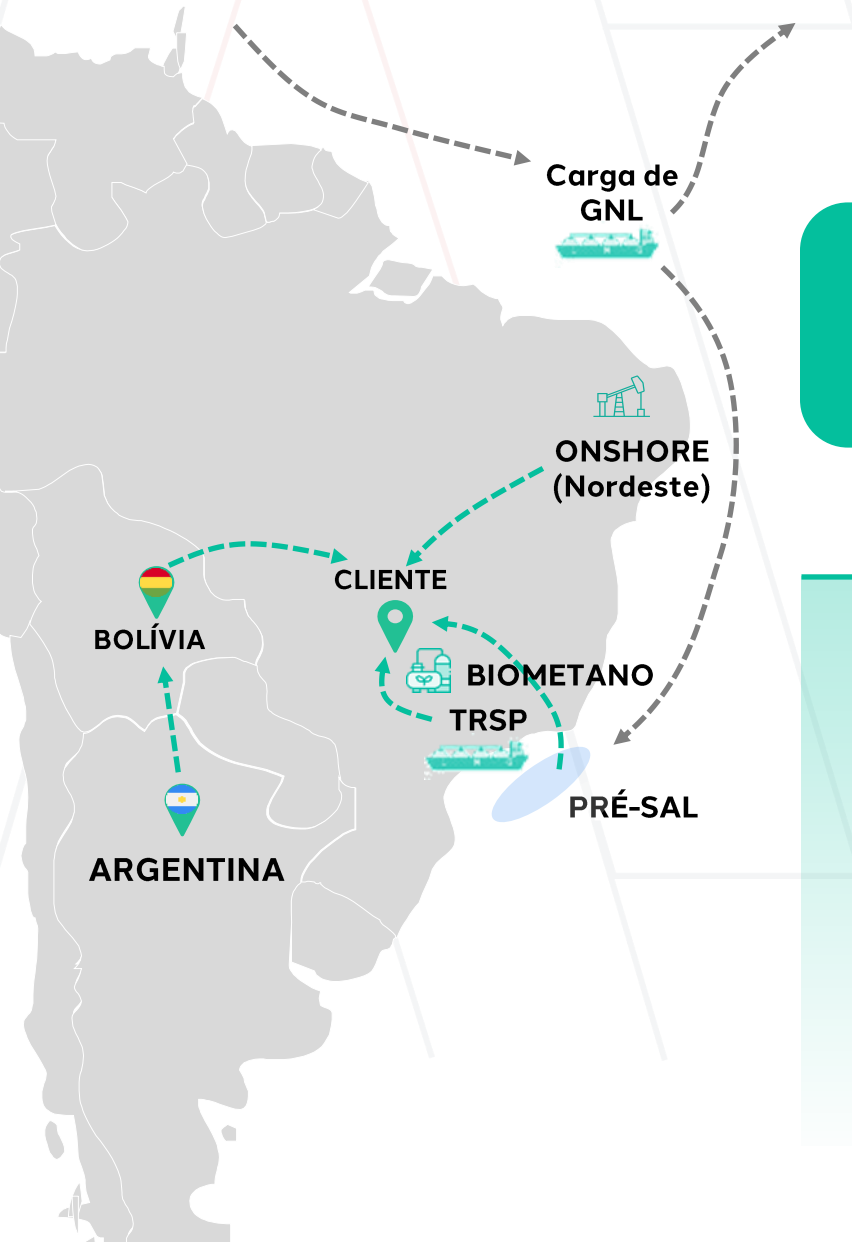 Carga de
GNL
ONSHORE
(Nordeste)
CLIENTE
BOLÍVIA
BIOMETANO
TRSP
PRÉ-SAL
ARGENTINA